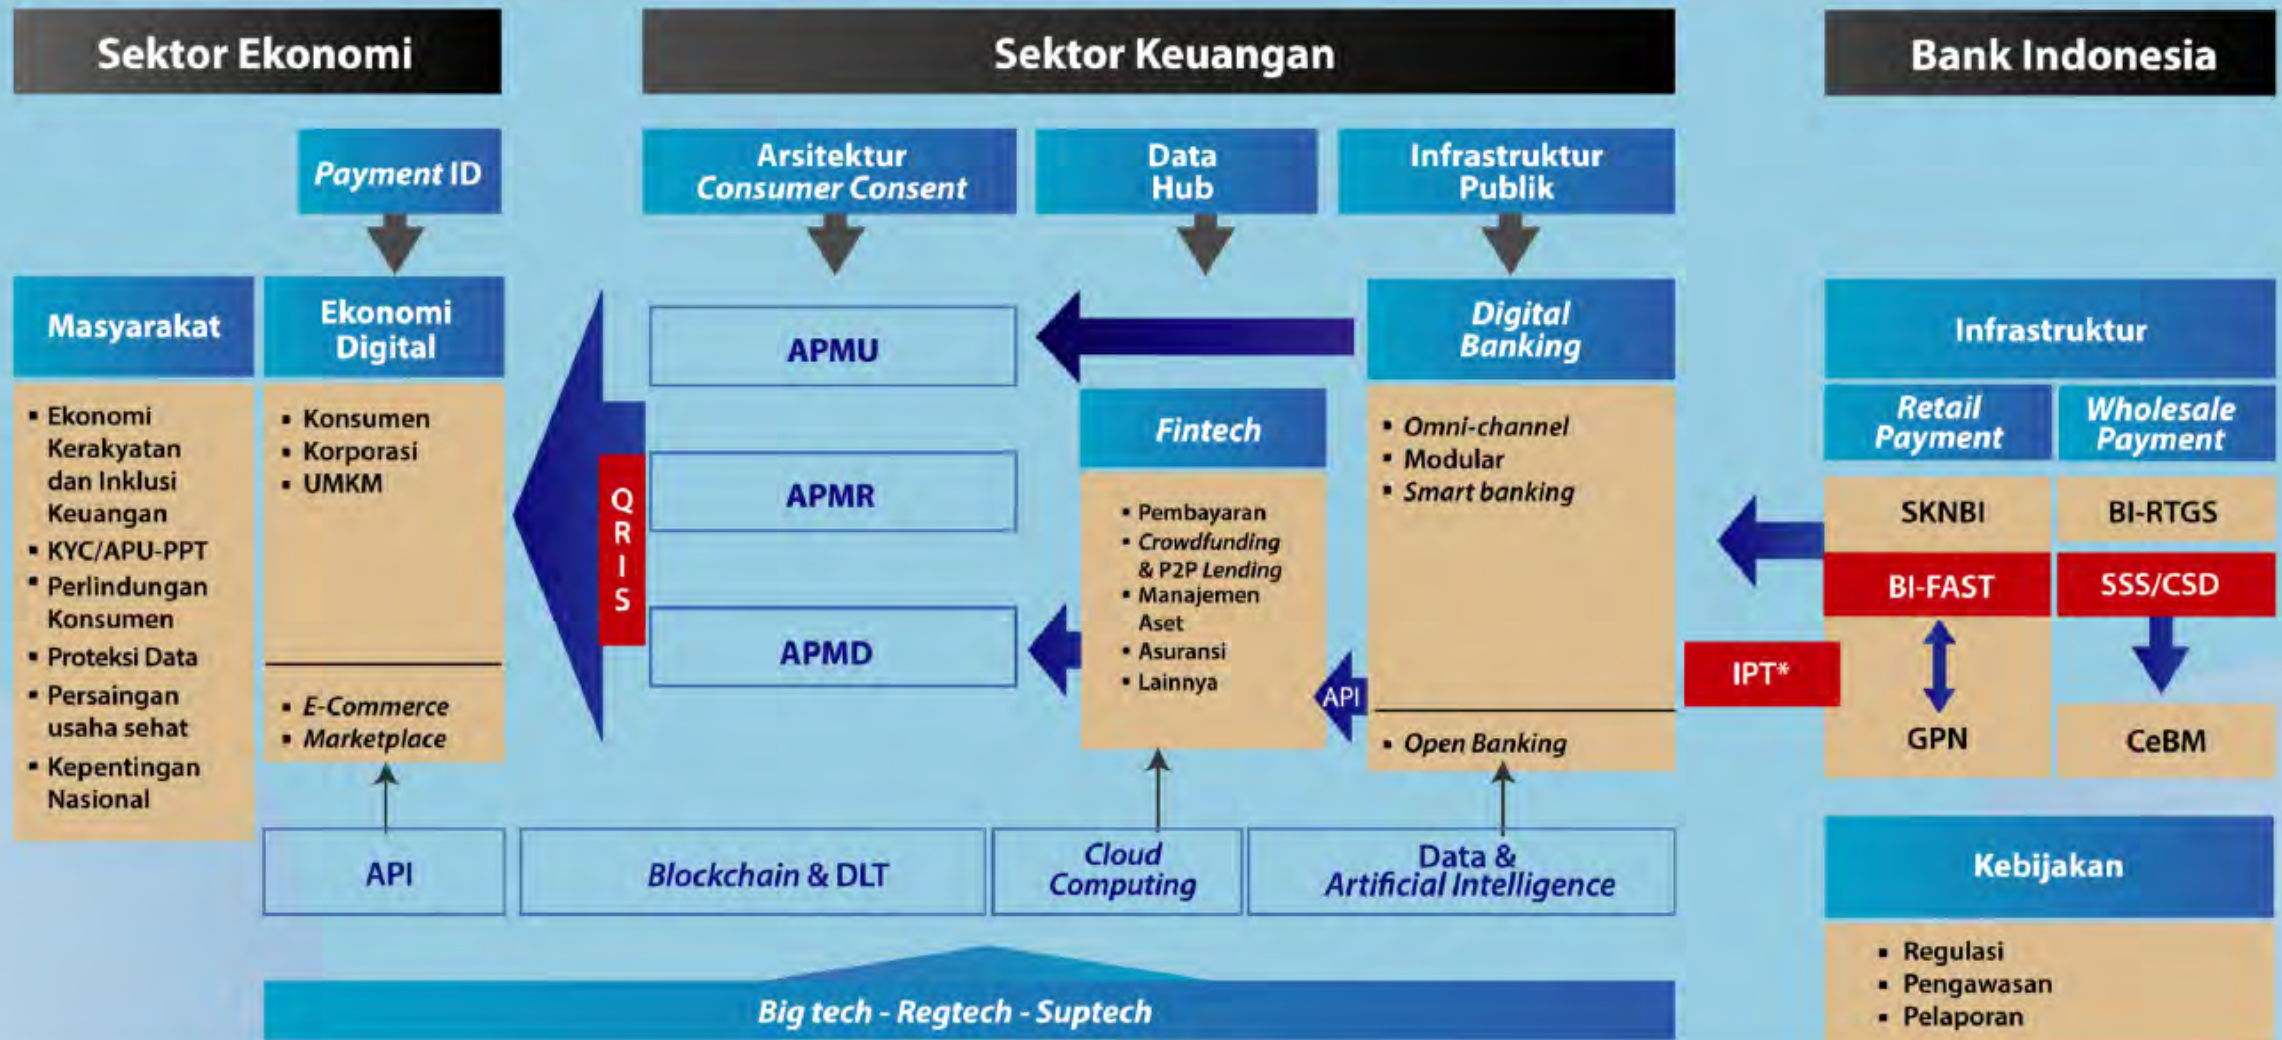 Sektor Ekonomi
Sektor Keuangan
Bank Indonesia
Payment ID
Arsitektur
Consumer Consent
Data
Hub
Infrastruktur
Publik
Masyarakat
▪ Ekonomi
Kerakyatan
dan Inklusi
Keuangan
▪ KYC/APU-PPT
▪ Perlindungan
Konsumen
▪ Proteksi Data
▪ Persaingan
usaha sehat
▪ Kepentingan
Nasional
Ekonomi
Digital
▪ Konsumen
▪ Korporasi
▪ UMKM
▪ E-Commerce
▪ Marketplace
Q
R
I
S
APMU
APMR
APMD
Fintech
▪ Pembayaran
▪ Crowdfunding
& P2P Lending
▪ Manajemen
Aset
▪ Asuransi
▪ Lainnya
API
Digital
Banking
▪ Omni-channel
▪ Modular
▪ Smart banking
▪ Open Banking
IPT*
Infrastruktur
Retail
Payment
SKNBI
BI-FAST
GPN
Wholesale
Payment
BI-RTGS
SSS/CSD
CeBM
API
Blockchain & DLT
Cloud
Computing
Data &
Artificial Intelligence
Kebijakan
▪ Regulasi
▪ Pengawasan
▪ Pelaporan
Big tech - Regtech - Suptech